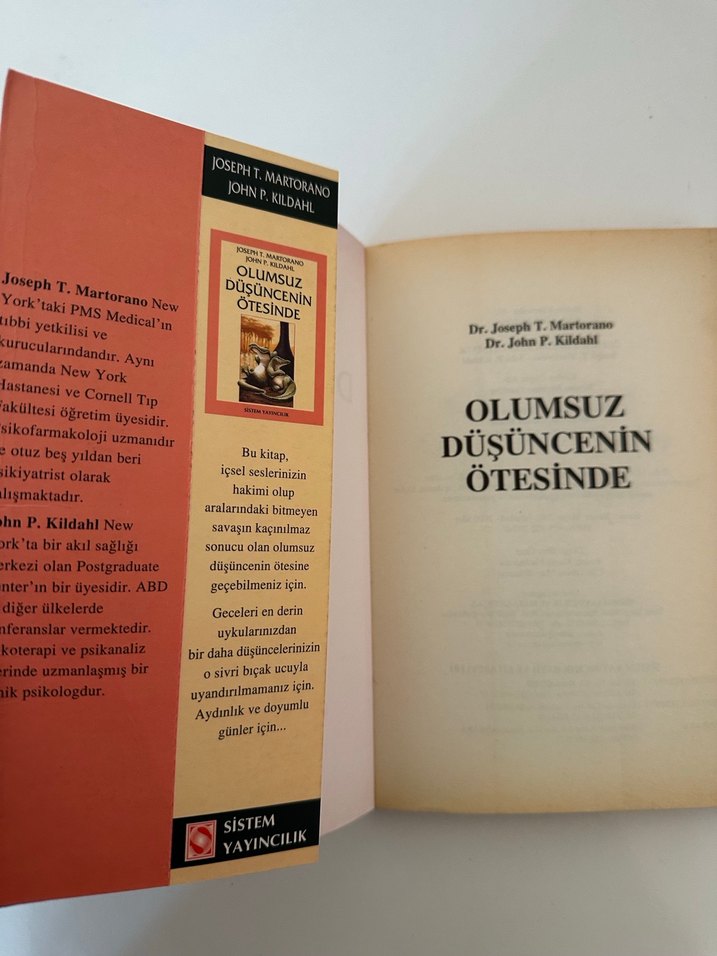 Joseph T. Martorano New
York'taki PMS Medical'ın
tıbbi yetkilisi ve
kurucularındandır. Aynı
zamanda New York
Hastanesi ve Cornell Tıp
Fakültesi öğretim üyesidir.
Psikofarmakoloji uzmanıdır
ve otuz beş yıldan beri
psikiyatrist olarak
çalışmaktadır.
John P. Kildahl New
York'ta bir akıl sağlığı
merkezi olan Postgraduate
Center'ın bir üyesidir. ABD
diğer ülkelerde
konferanslar vermektedir.
Psikoterapi ve psikanaliz
üzerinde uzmanlaşmış bir
klinik psikologdur.
JOSEPH T. MARTORANO
JOHN P. KILDAHL
JOSEPH T. MARTORANO
JOHN P. KILDAHL
OLUMSUZ
DÜŞÜNCENİN
ÖTESİNDE
SİSTEM YAYINCILIK
Bu kitap,
içsel seslerinizin
hakimi olup
aralarındaki bitmeyen
savaşın kaçınılmaz
sonucu olan olumsuz
düşüncenin ötesine
geçebilmeniz için.
Geceleri en derin
uykularınızdan
bir daha düşüncelerinizin
o sivri bıçak ucuyla
uyandırılmamanız için.
Aydınlık ve doyumlu
günler için...
SİSTEM
YAYINCILIK
Dr. Joseph T. Martorano
Dr. John P. Kildahl
OLUMSUZ
DÜŞÜNCENİN
ÖTESİNDE